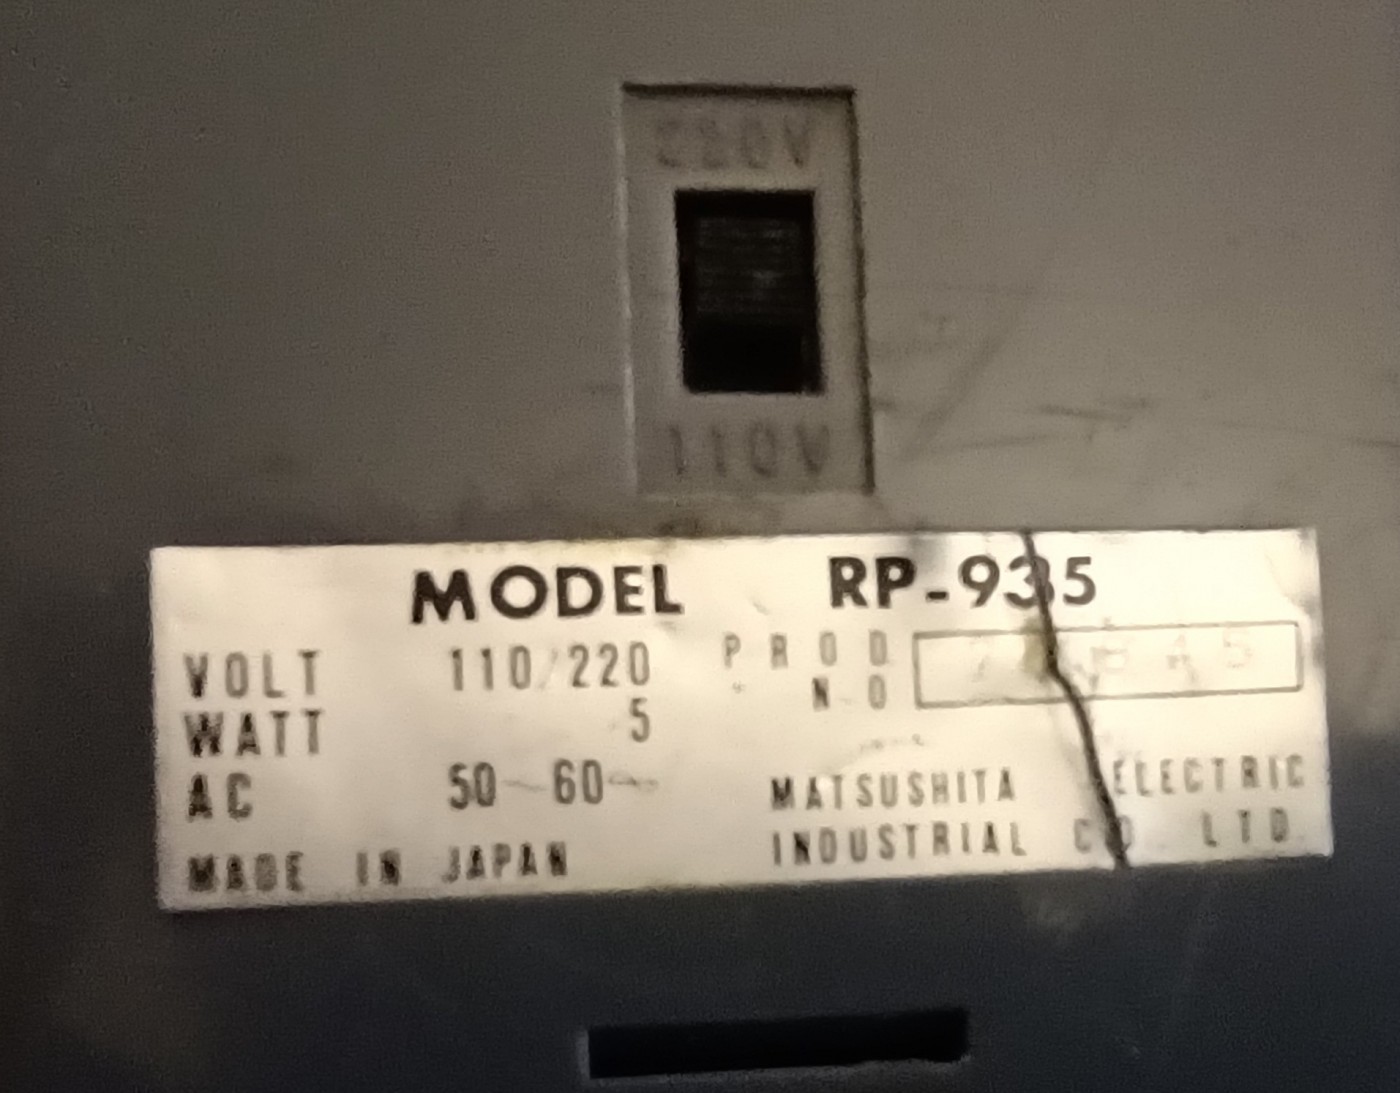 220V
110V
MODEL RP-935
VOLT 110/220 PROD
WATT 5 NO
AC 50~60~
MATSUSHITA ELECTRIC
MADE IN JAPAN INDUSTRIAL CO LTD.